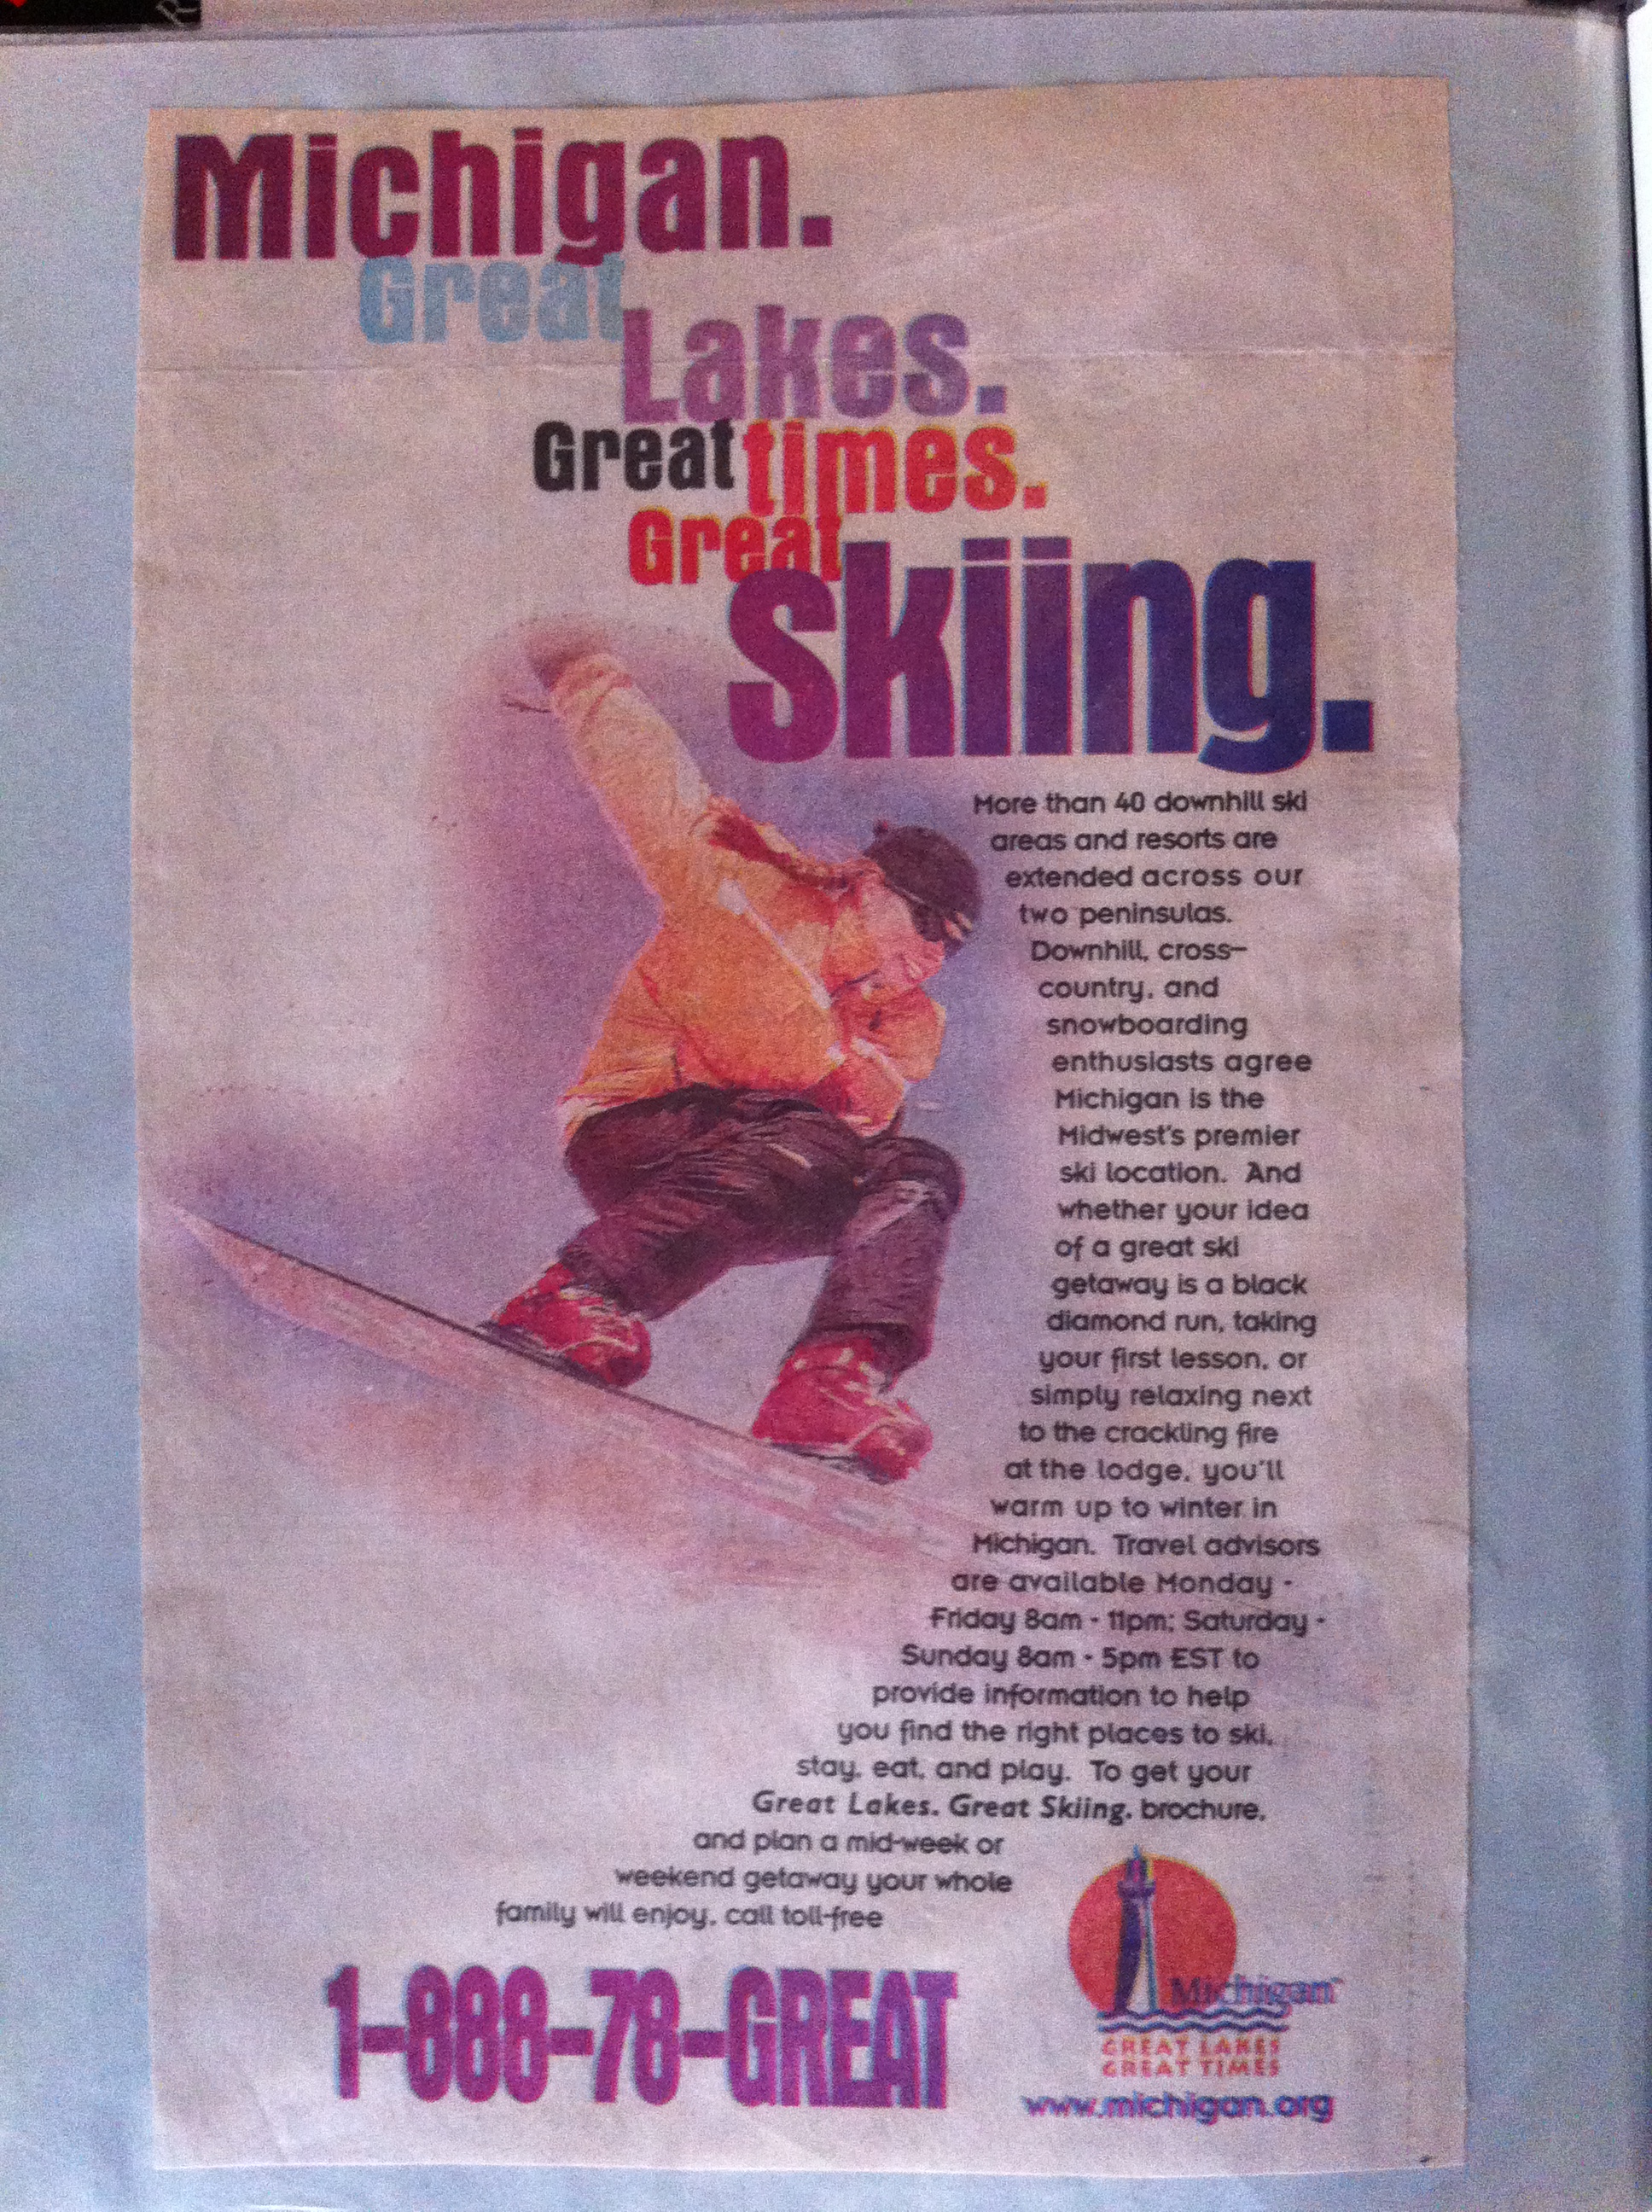 R
Michigan.
Great
Lakes.
Great times.
Great
Skiing.
More than 40 downhill ski
areas and resorts are
extended across our
two peninsulas.
Downhill, cross-
country, and
snowboarding
enthusiasts agree
Michigan is the
Midwest's premier
ski location. And
whether your idea
of a great ski
getaway is a black
diamond run, taking
your first lesson, or
simply relaxing next
to the crackling fire
at the lodge, you'll
warm up to winter in
Michigan. Travel advisors
are available Monday -
Friday 8am - 11pm; Saturday -
Sunday 8am - 5pm EST to
provide information to help
you find the right places to ski,
stay, eat, and play. To get your
Great Lakes. Great Skiing. brochure,
and plan a mid-week or
weekend getaway your whole
family will enjoy, call toll-free
1-888-78-GREAT
Michigan™
GREAT LAKES
GREAT TIMES
www.michigan.org